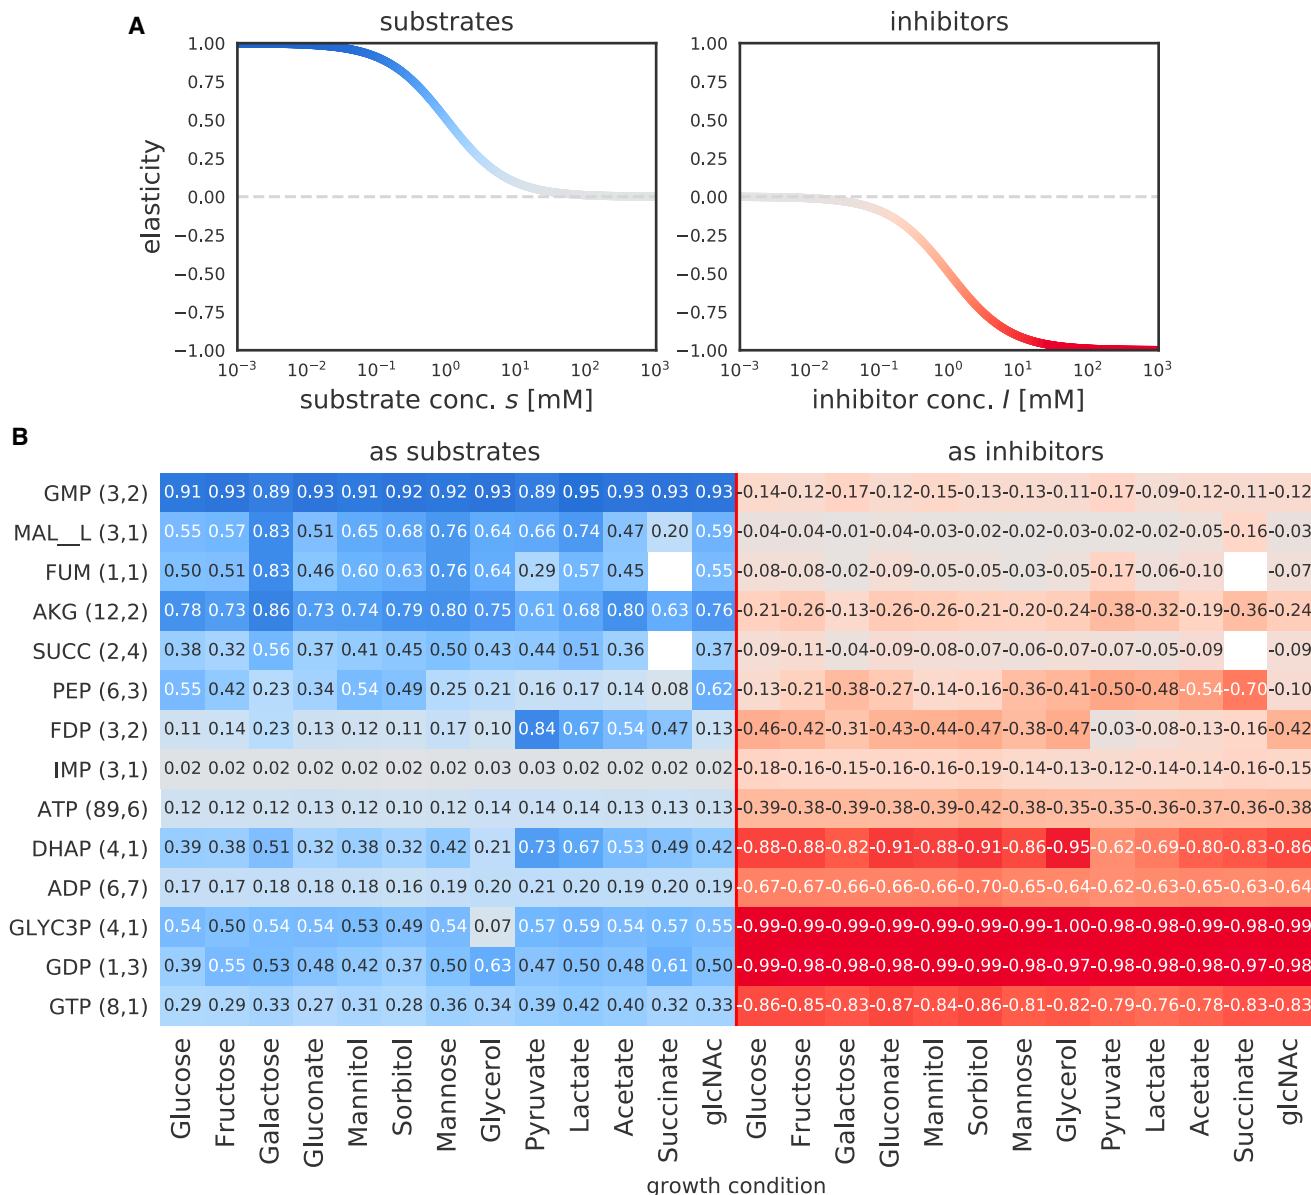 A
substrates
inhibitors
1.00
0.75
0.50
0.25
0.00
−0.25
−0.50
−0.75
−1.00
elasticity
10⁻³ 10⁻² 10⁻¹ 10⁰ 10¹ 10² 10³
substrate conc. s [mM]
1.00
0.75
0.50
0.25
0.00
−0.25
−0.50
−0.75
−1.00
10⁻³ 10⁻² 10⁻¹ 10⁰ 10¹ 10² 10³
inhibitor conc. I [mM]
B
as substrates
as inhibitors
GMP (3,2) 0.91 0.93 0.89 0.93 0.91 0.92 0.92 0.93 0.89 0.95 0.93 0.93 0.93 -0.14 -0.12 -0.17 -0.12 -0.15 -0.13 -0.13 -0.11 -0.17 -0.09 -0.12 -0.11 -0.12
MAL__L (3,1) 0.55 0.57 0.83 0.51 0.65 0.68 0.76 0.64 0.66 0.74 0.47 0.20 0.59 -0.04 -0.04 -0.01 -0.04 -0.03 -0.02 -0.02 -0.03 -0.02 -0.02 -0.05 -0.16 -0.03
FUM (1,1) 0.50 0.51 0.83 0.46 0.60 0.63 0.76 0.64 0.29 0.57 0.45 0.55 -0.08 -0.08 -0.02 -0.09 -0.05 -0.05 -0.03 -0.05 -0.17 -0.06 -0.10 -0.07
AKG (12,2) 0.78 0.73 0.86 0.73 0.74 0.79 0.80 0.75 0.61 0.68 0.80 0.63 0.76 -0.21 -0.26 -0.13 -0.26 -0.26 -0.21 -0.20 -0.24 -0.38 -0.32 -0.19 -0.36 -0.24
SUCC (2,4) 0.38 0.32 0.56 0.37 0.41 0.45 0.50 0.43 0.44 0.51 0.36 0.37 -0.09 -0.11 -0.04 -0.09 -0.08 -0.07 -0.06 -0.07 -0.07 -0.05 -0.09 -0.09
PEP (6,3) 0.55 0.42 0.23 0.34 0.54 0.49 0.25 0.21 0.16 0.17 0.14 0.08 0.62 -0.13 -0.21 -0.38 -0.27 -0.14 -0.16 -0.36 -0.41 -0.50 -0.48 -0.54 -0.70 -0.10
FDP (3,2) 0.11 0.14 0.23 0.13 0.12 0.11 0.17 0.10 0.84 0.67 0.54 0.47 0.13 -0.46 -0.42 -0.31 -0.43 -0.44 -0.47 -0.38 -0.47 -0.03 -0.08 -0.13 -0.16 -0.42
IMP (3,1) 0.02 0.02 0.02 0.02 0.02 0.02 0.02 0.03 0.03 0.02 0.02 0.02 0.02 -0.18 -0.16 -0.15 -0.16 -0.16 -0.19 -0.14 -0.13 -0.12 -0.14 -0.14 -0.16 -0.15
ATP (89,6) 0.12 0.12 0.12 0.13 0.12 0.10 0.12 0.14 0.14 0.14 0.13 0.13 0.13 -0.39 -0.38 -0.39 -0.38 -0.39 -0.42 -0.38 -0.35 -0.35 -0.36 -0.37 -0.36 -0.38
DHAP (4,1) 0.39 0.38 0.51 0.32 0.38 0.32 0.42 0.21 0.73 0.67 0.53 0.49 0.42 -0.88 -0.88 -0.82 -0.91 -0.88 -0.91 -0.86 -0.95 -0.62 -0.69 -0.80 -0.83 -0.86
ADP (6,7) 0.17 0.17 0.18 0.18 0.18 0.16 0.19 0.20 0.21 0.20 0.19 0.20 0.19 -0.67 -0.67 -0.66 -0.66 -0.66 -0.70 -0.65 -0.64 -0.62 -0.63 -0.65 -0.63 -0.64
GLYC3P (4,1) 0.54 0.50 0.54 0.54 0.53 0.49 0.54 0.07 0.57 0.57 0.54 0.57 0.55 -0.99 -0.99 -0.99 -0.99 -0.99 -0.99 -0.99 -1.00 -0.98 -0.98 -0.99 -0.98 -0.99
GDP (1,3) 0.39 0.55 0.53 0.48 0.42 0.37 0.50 0.63 0.47 0.50 0.48 0.61 0.50 -0.99 -0.98 -0.98 -0.98 -0.99 -0.99 -0.98 -0.97 -0.98 -0.98 -0.98 -0.97 -0.98
GTP (8,1) 0.29 0.29 0.33 0.27 0.31 0.28 0.36 0.34 0.39 0.42 0.40 0.32 0.33 -0.86 -0.85 -0.83 -0.87 -0.84 -0.86 -0.81 -0.82 -0.79 -0.76 -0.78 -0.83 -0.83
Glucose Fructose Galactose Gluconate Mannitol Sorbitol Mannose Glycerol Pyruvate Lactate Acetate Succinate glcNAc Glucose Fructose Galactose Gluconate Mannitol Sorbitol Mannose Glycerol Pyruvate Lactate Acetate Succinate glcNAc
growth condition